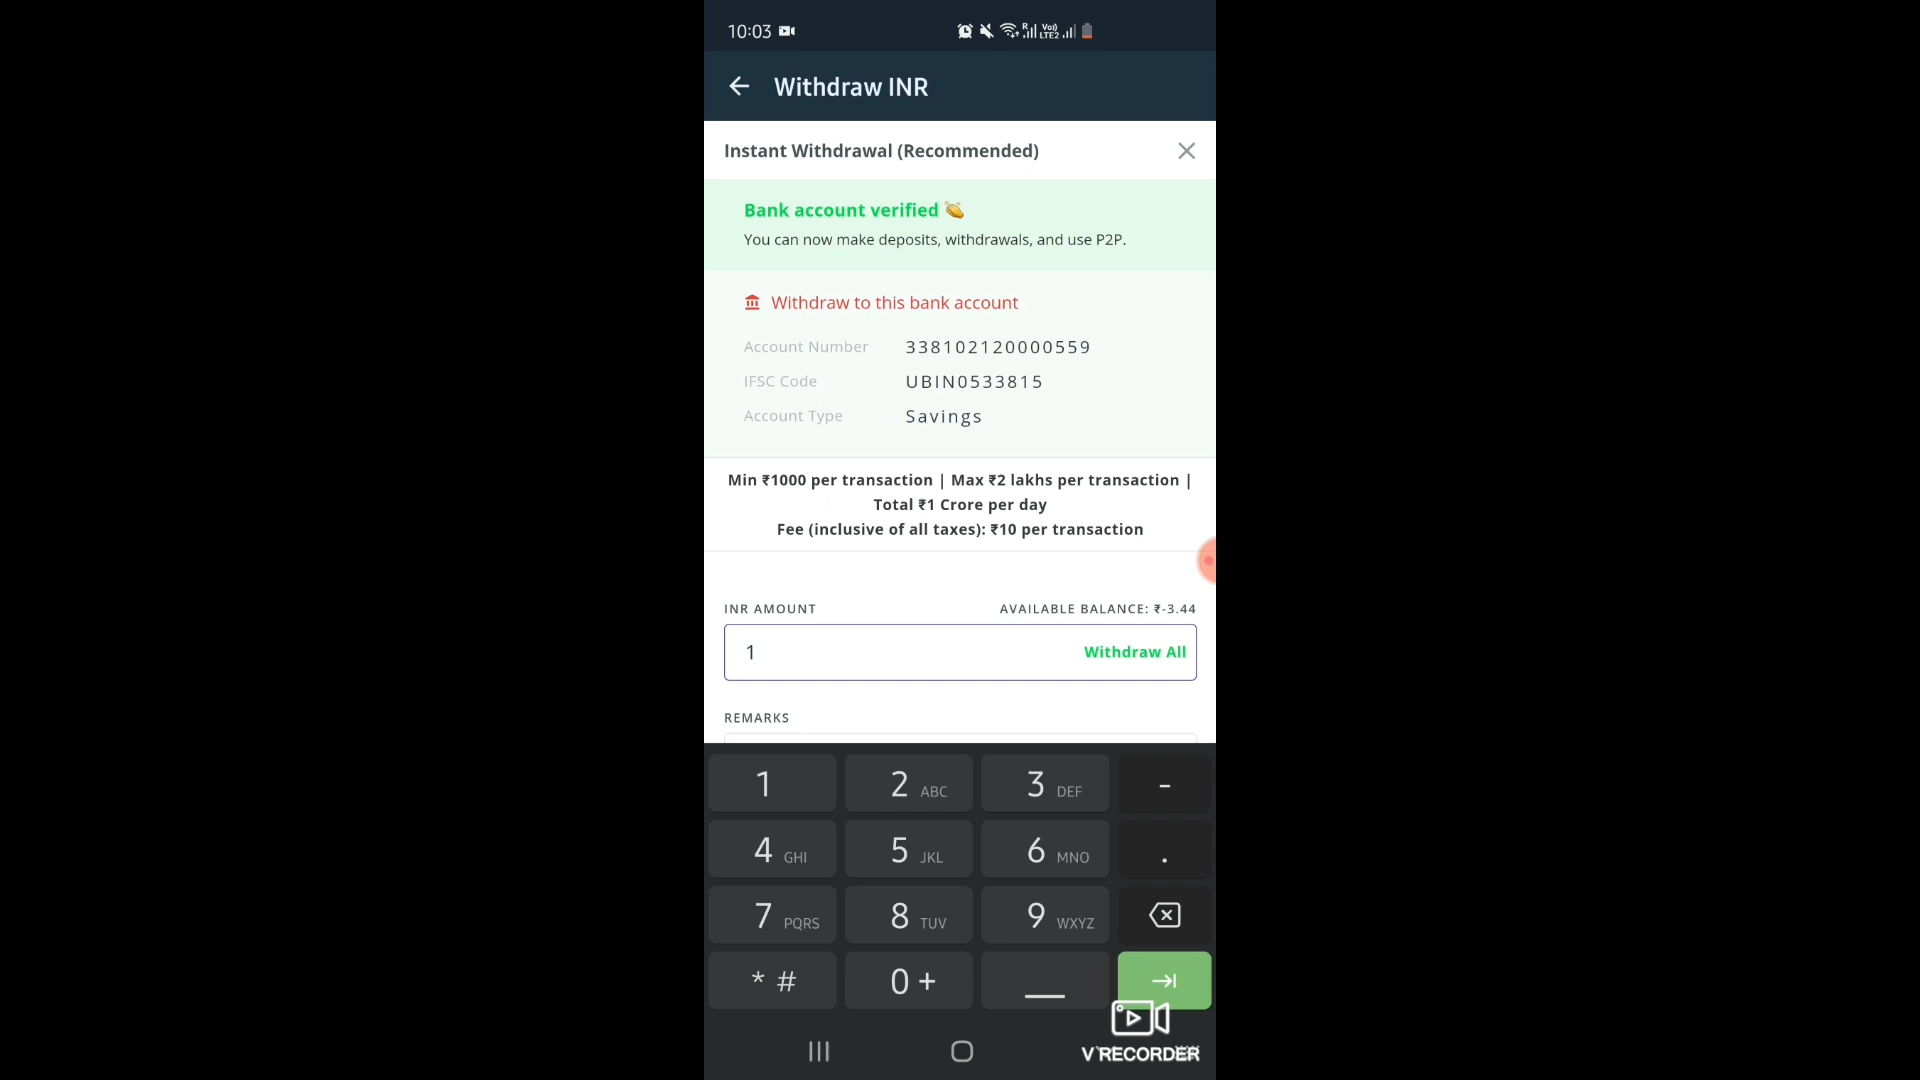 10:03
R Vo)) LTE2
Withdraw INR
Instant Withdrawal (Recommended)
Bank account verified 👏
You can now make deposits, withdrawals, and use P2P.
Withdraw to this bank account
Account Number 338102120000559
IFSC Code UBIN0533815
Account Type Savings
Min ₹1000 per transaction | Max ₹2 lakhs per transaction |
Total ₹1 Crore per day
Fee (inclusive of all taxes): ₹10 per transaction
INR AMOUNT AVAILABLE BALANCE: ₹-3.44
1 Withdraw All
REMARKS
1 2 ABC 3 DEF -
4 GHI 5 JKL 6 MNO .
7 PQRS 8 TUV 9 WXYZ
* # 0 +
V RECORDER